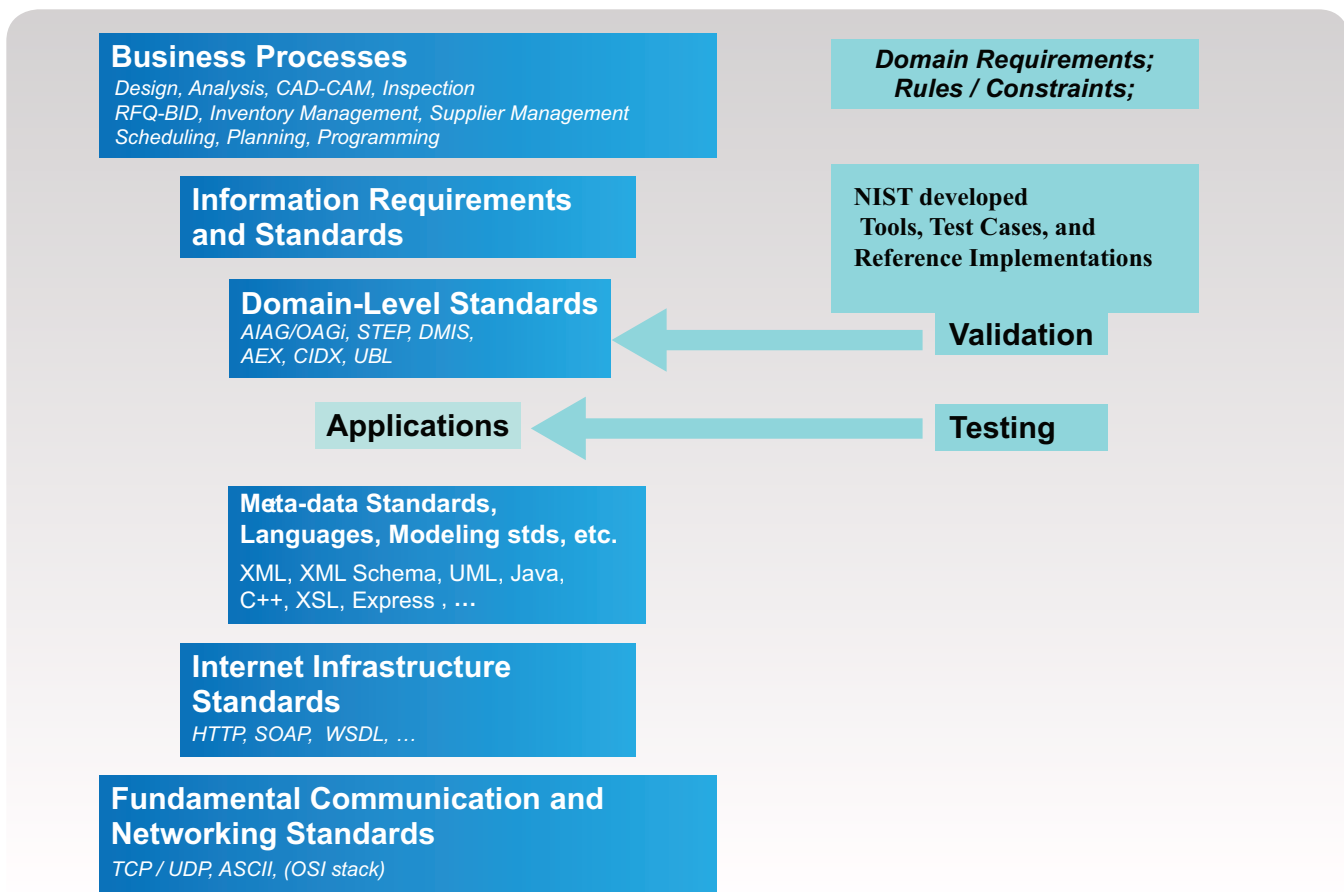 Business Processes
Design, Analysis, CAD-CAM, Inspection
RFQ-BID, Inventory Management, Supplier Management
Scheduling, Planning, Programming
Domain Requirements;
Rules / Constraints;
Information Requirements
and Standards
NIST developed
Tools, Test Cases, and
Reference Implementations
Domain-Level Standards
AIAG/OAGi, STEP, DMIS,
AEX, CIDX, UBL
Validation
Applications
Testing
Meta-data Standards,
Languages, Modeling stds, etc.
XML, XML Schema, UML, Java,
C++, XSL, Express , ...
Internet Infrastructure
Standards
HTTP, SOAP, WSDL, ...
Fundamental Communication and
Networking Standards
TCP / UDP, ASCII, (OSI stack)